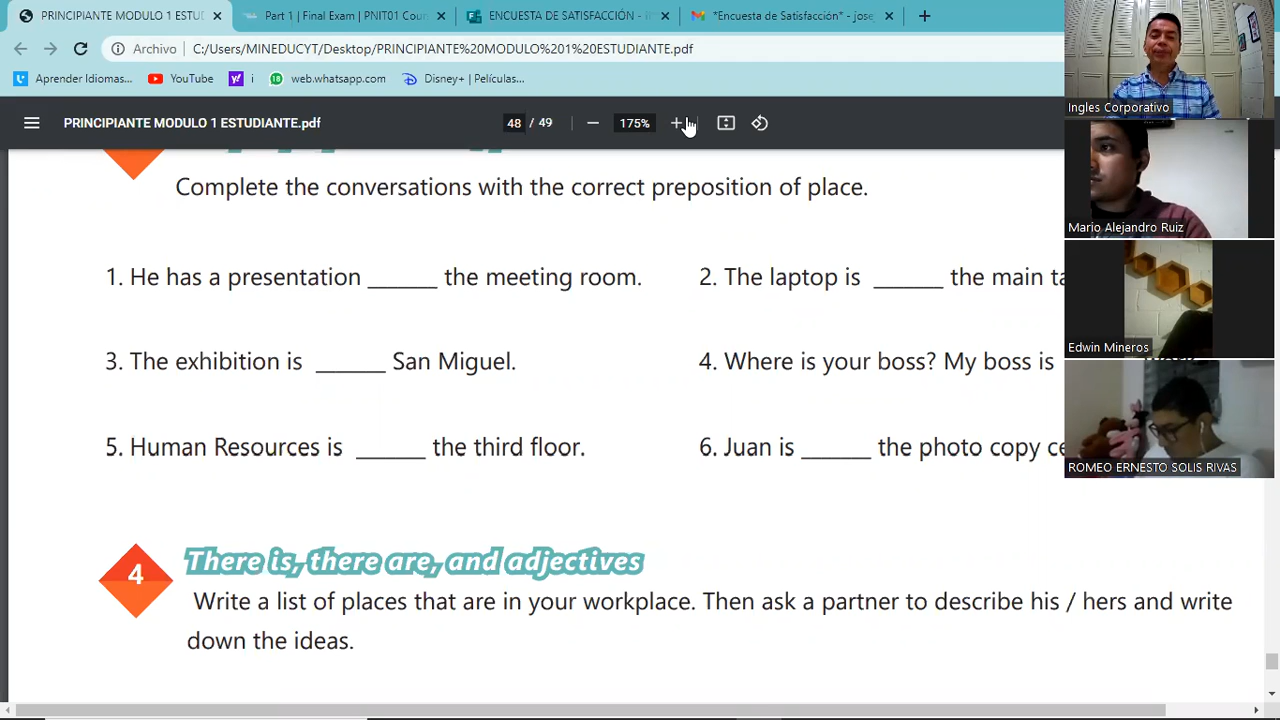 PRINCIPIANTE MODULO 1 ESTUD
Part 1 | Final Exam | PNIT01 Cour
ENCUESTA DE SATISFACCIÓN
*Encuesta de Satisfacción* - jose
Archivo
C:/Users/MINEDUCYT/Desktop/PRINCIPIANTE%20MODULO%201%20ESTUDIANTE.pdf
Aprender Idiomas...
YouTube
i
web.whatsapp.com
Disney+ | Películas...
PRINCIPIANTE MODULO 1 ESTUDIANTE.pdf
48 / 49
175%
Ingles Corporativo
Mario Alejandro Ruiz
Edwin Mineros
ROMEO ERNESTO SOLIS RIVAS
Complete the conversations with the correct preposition of place.
1. He has a presentation ______ the meeting room.
2. The laptop is ______ the main ta
3. The exhibition is ______ San Miguel.
4. Where is your boss? My boss is
5. Human Resources is ______ the third floor.
6. Juan is ______ the photo copy ce
4
There is, there are, and adjectives
Write a list of places that are in your workplace. Then ask a partner to describe his / hers and write
down the ideas.